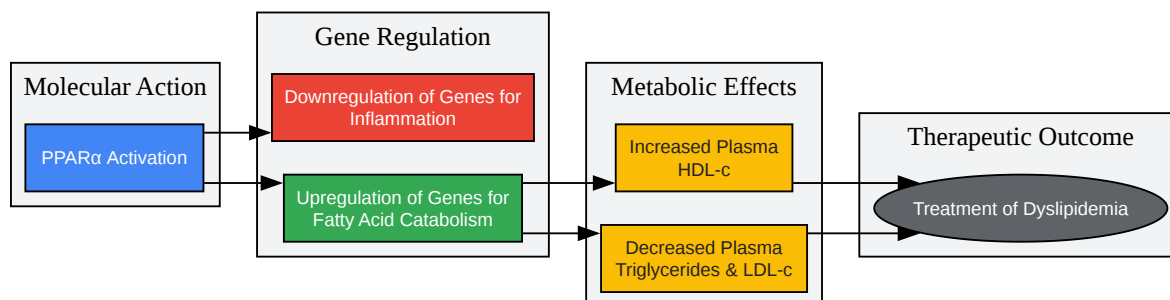 Molecular Action
PPARα Activation
Gene Regulation
Downregulation of Genes for
Inflammation
Upregulation of Genes for
Fatty Acid Catabolism
Metabolic Effects
Increased Plasma
HDL-c
Decreased Plasma
Triglycerides & LDL-c
Therapeutic Outcome
Treatment of Dyslipidemia